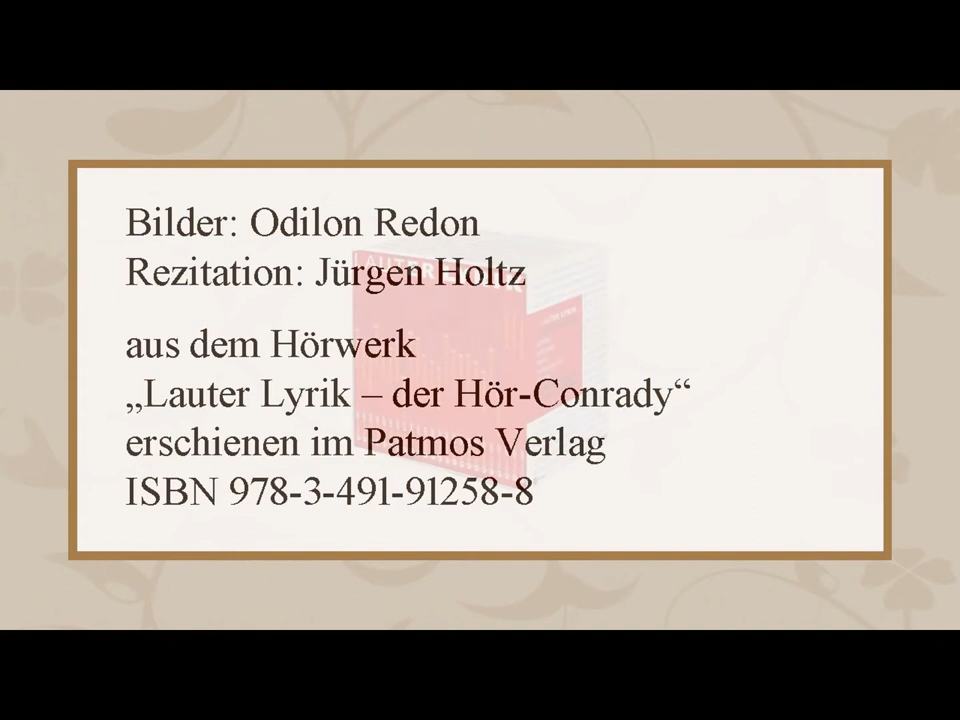 Bilder: Odilon Redon
Rezitation: Jürgen Holtz
aus dem Hörwerk
„Lauter Lyrik – der Hör-Conrady“
erschienen im Patmos Verlag
ISBN 978-3-491-91258-8